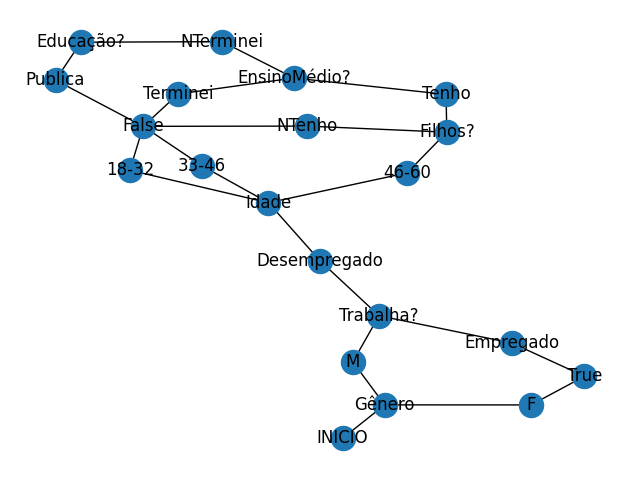 Educação?
NTerminei
Publica
EnsinoMédio?
Terminei
Tenho
False
NTenho
Filhos?
18-32
33-46
46-60
Idade
Desempregado
Trabalha?
Empregado
M
True
Gênero
F
INICIO